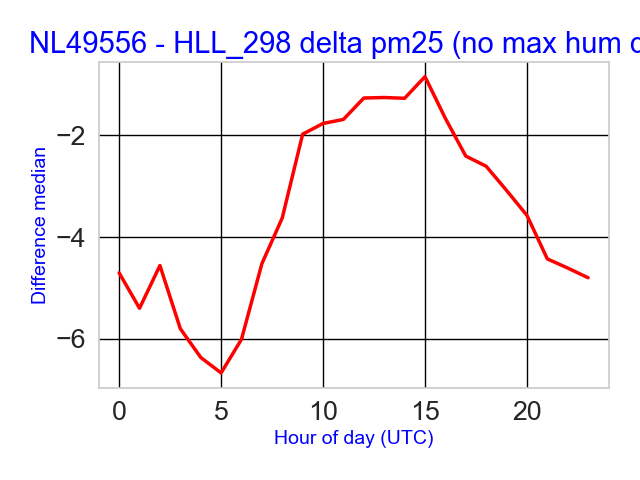 NL49556 - HLL_298 delta pm25 (no max hum
Difference median
−2
−4
−6
0 5 10 15 20
Hour of day (UTC)